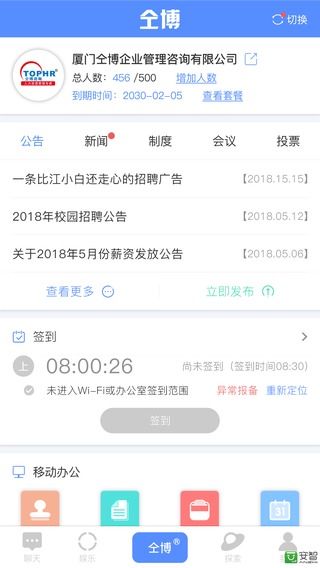 仝博
切换
TOPHR
仝博咨询
厦门仝博企业管理咨询有限公司
总人数：456 /500 增加人数
到期时间：2030-02-05 查看套餐
公告 新闻 制度 会议 投票
一条比江小白还走心的招聘广告 【2018.15.15】
2018年校园招聘公告 【2018.05.12】
关于2018年5月份薪资发放公告 【2018.05.06】
查看更多 立即发布
签到
上 08:00:26 尚未签到（签到时间08:30）
未进入Wi-Fi或办公室签到范围 异常报备 重新定位
签到
移动办公
31
聊天 娱乐 仝博® 探索 安智